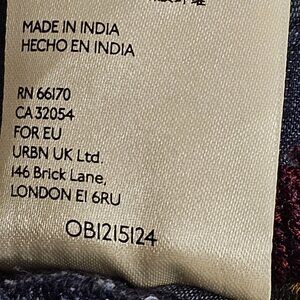 MADE IN INDIA
HECHO EN INDIA
RN 66170
CA 32054
FOR EU
URBN UK Ltd.
146 Brick Lane,
LONDON E1 6RU
OB1215124